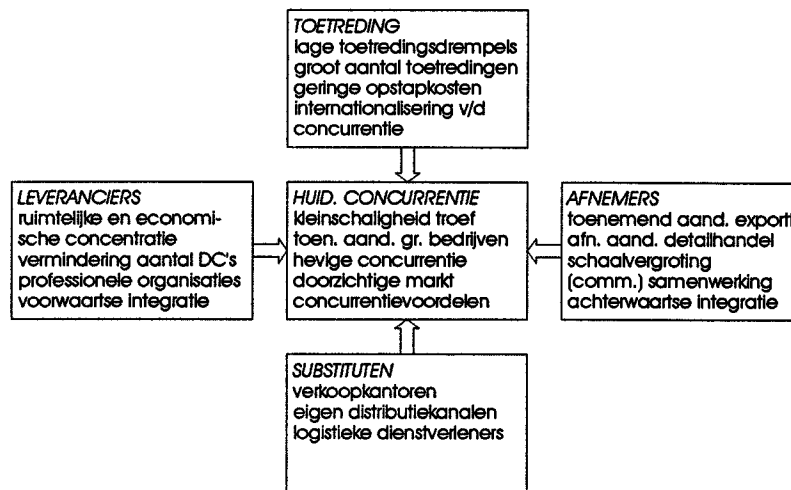 TOETREDING
lage toetredingsdrempels
groot aantal toetredingen
geringe opstapkosten
internationalisering v/d
concurrentie
LEVERANCIERS
ruimtelijke en economi-
sche concentratie
vermindering aantal DC's
professionele organisaties
voorwaartse integratie
HUID. CONCURRENTIE
kleinschaligheid troef
toen. aand. gr. bedrijven
hevige concurrentie
doorzichtige markt
concurrentievoordelen
AFNEMERS
toenemend aand. export
afn. aand. detailhandel
schaalvergroting
(comm.) samenwerking
achterwaartse integratie
SUBSTITUTEN
verkoopkantoren
eigen distributiekanalen
logistieke dienstverleners